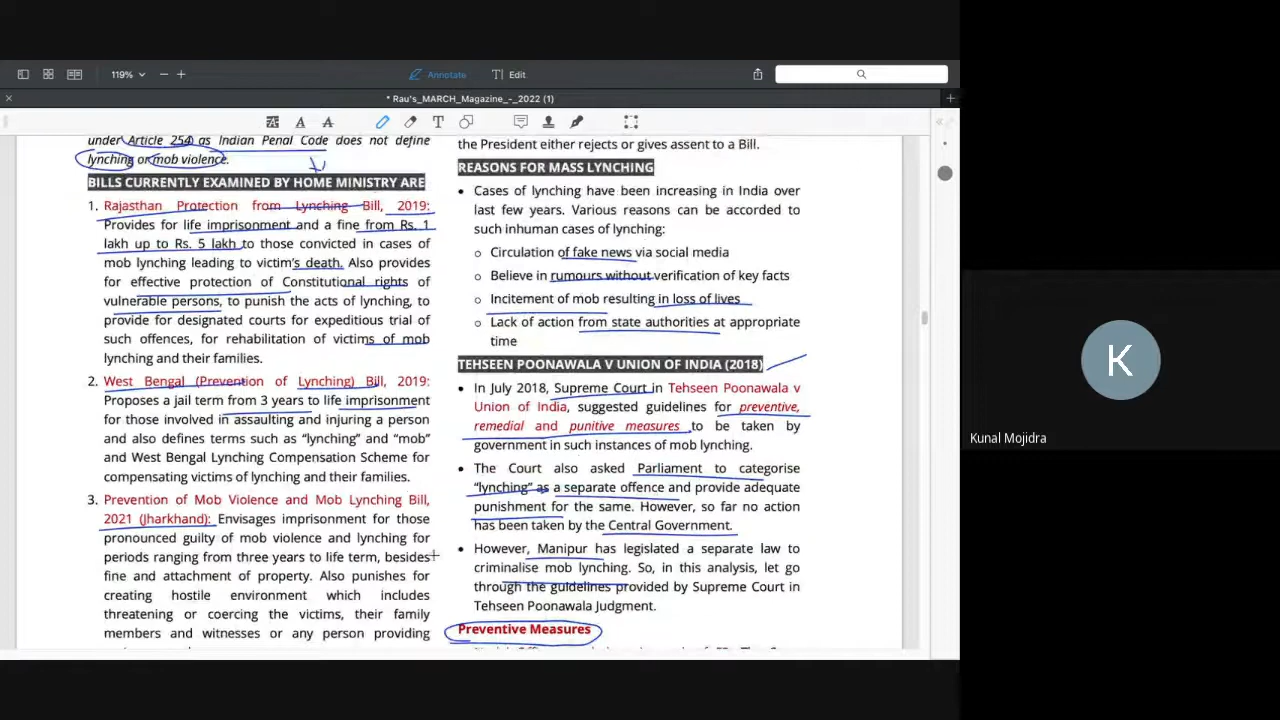 119%
Annotate
Edit
* Rau's_MARCH_Magazine_-_2022 (1)
under Article 254 as Indian Penal Code does not define
lynching or mob violence.
BILLS CURRENTLY EXAMINED BY HOME MINISTRY ARE
1. Rajasthan Protection from Lynching Bill, 2019:
Provides for life imprisonment and a fine from Rs. 1
lakh up to Rs. 5 lakh to those convicted in cases of
mob lynching leading to victim's death. Also provides
for effective protection of Constitutional rights of
vulnerable persons, to punish the acts of lynching, to
provide for designated courts for expeditious trial of
such offences, for rehabilitation of victims of mob
lynching and their families.
2. West Bengal (Prevention of Lynching) Bill, 2019:
Proposes a jail term from 3 years to life imprisonment
for those involved in assaulting and injuring a person
and also defines terms such as “lynching” and “mob”
and West Bengal Lynching Compensation Scheme for
compensating victims of lynching and their families.
3. Prevention of Mob Violence and Mob Lynching Bill,
2021 (Jharkhand): Envisages imprisonment for those
pronounced guilty of mob violence and lynching for
periods ranging from three years to life term, besides
fine and attachment of property. Also punishes for
creating hostile environment which includes
threatening or coercing the victims, their family
members and witnesses or any person providing
the President either rejects or gives assent to a Bill.
REASONS FOR MASS LYNCHING
• Cases of lynching have been increasing in India over
last few years. Various reasons can be accorded to
such inhuman cases of lynching:
o Circulation of fake news via social media
o Believe in rumours without verification of key facts
o Incitement of mob resulting in loss of lives
o Lack of action from state authorities at appropriate
time
TEHSEEN POONAWALA V UNION OF INDIA (2018)
• In July 2018, Supreme Court in Tehseen Poonawala v
Union of India, suggested guidelines for preventive,
remedial and punitive measures to be taken by
government in such instances of mob lynching.
• The Court also asked Parliament to categorise
“lynching” as a separate offence and provide adequate
punishment for the same. However, so far no action
has been taken by the Central Government.
• However, Manipur has legislated a separate law to
criminalise mob lynching. So, in this analysis, let go
through the guidelines provided by Supreme Court in
Tehseen Poonawala Judgment.
Preventive Measures
K
Kunal Mojidra